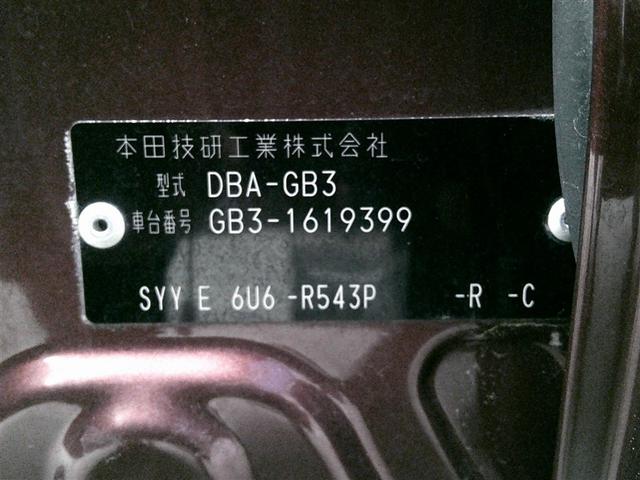 本田技研工業株式会社
型式 DBA-GB3
車台番号 GB3-1619399
SYY E 6U6 -R543P -R -C